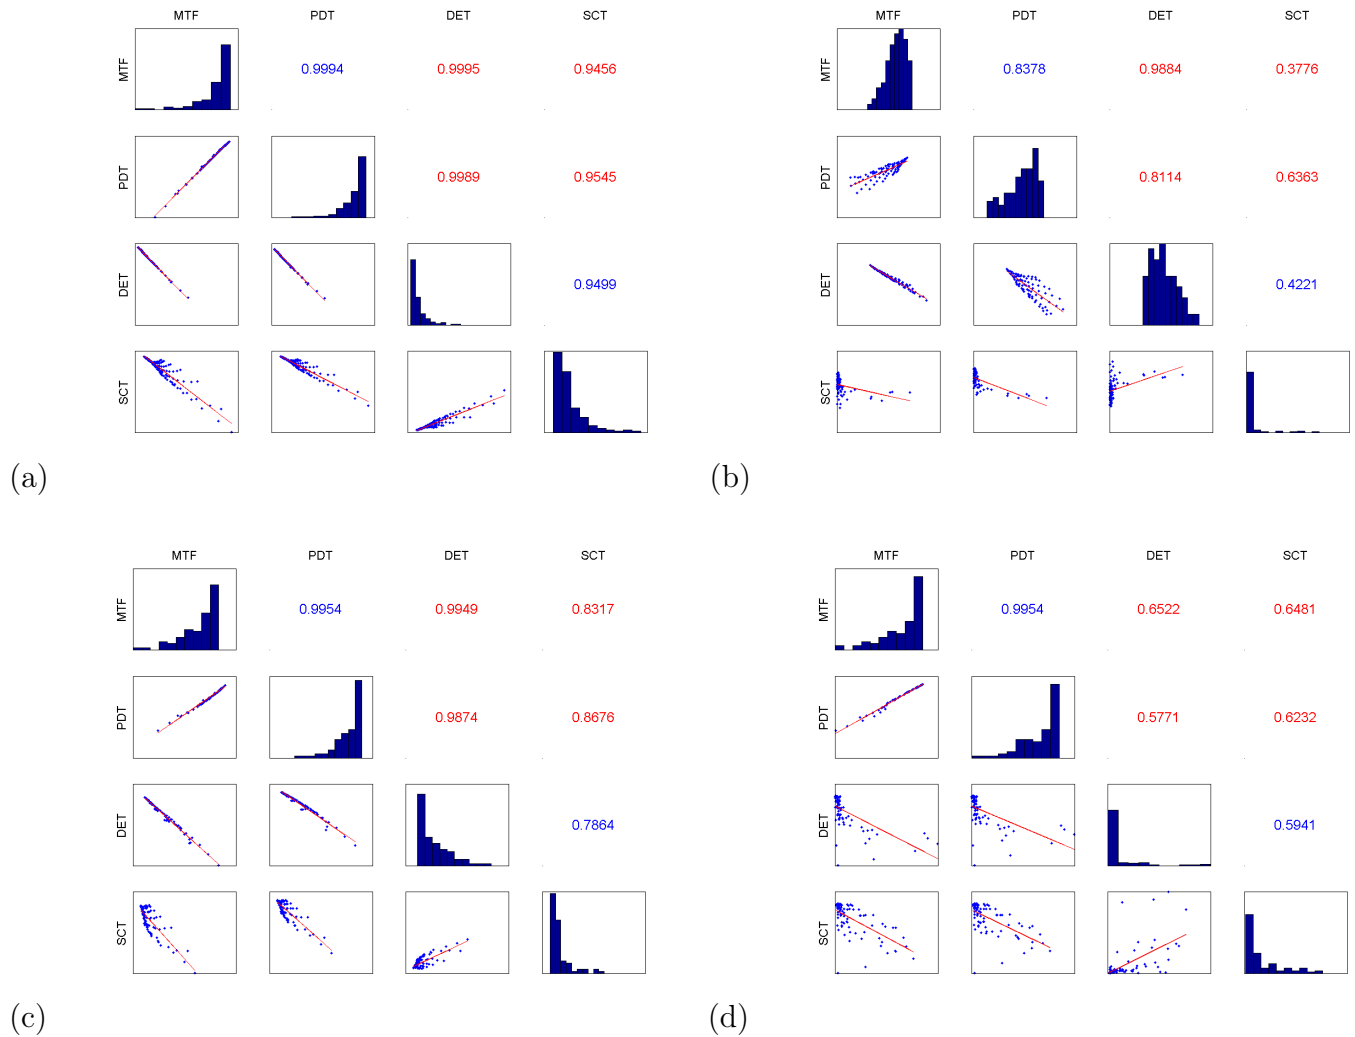 MTF PDT DET SCT
MTF 0.9994 0.9995 0.9456
PDT 0.9989 0.9545
DET 0.9499
SCT
(a)
MTF PDT DET SCT
MTF 0.8378 0.9884 0.3776
PDT 0.8114 0.6363
DET 0.4221
SCT
(b)
MTF PDT DET SCT
MTF 0.9954 0.9949 0.8317
PDT 0.9874 0.8676
DET 0.7864
SCT
(c)
MTF PDT DET SCT
MTF 0.9954 0.6522 0.6481
PDT 0.5771 0.6232
DET 0.5941
SCT
(d)